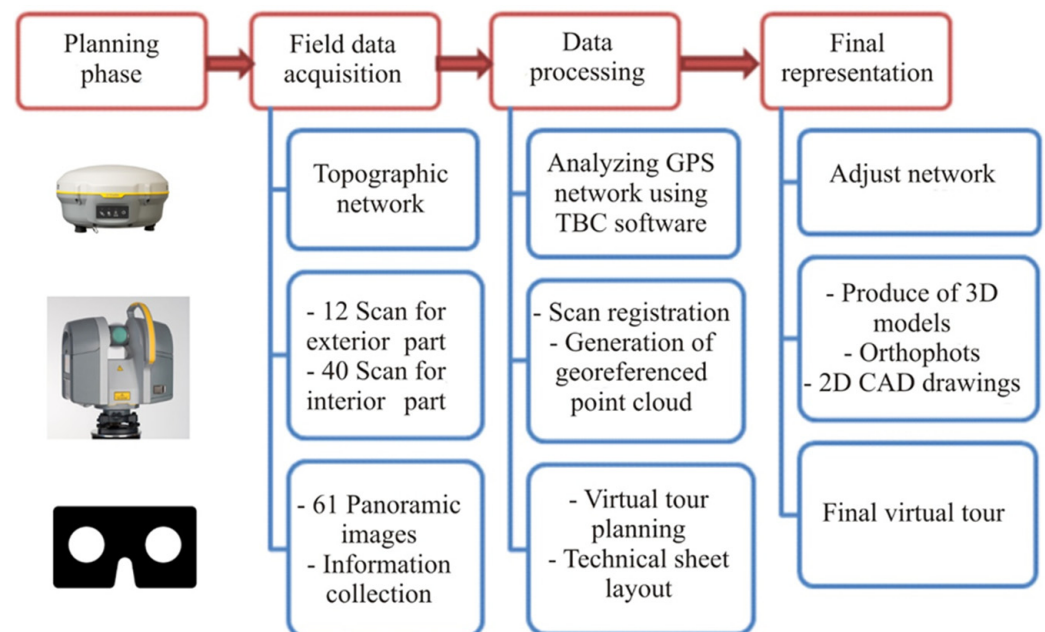 Planning
phase
Field data
acquisition
Data
processing
Final
representation
Topographic
network
Analyzing GPS
network using
TBC software
Adjust network
- 12 Scan for
exterior part
- 40 Scan for
interior part
- Scan registration
- Generation of
georeferenced
point cloud
- Produce of 3D
models
- Orthophots
- 2D CAD drawings
- 61 Panoramic
images
- Information
collection
- Virtual tour
planning
- Technical sheet
layout
Final virtual tour